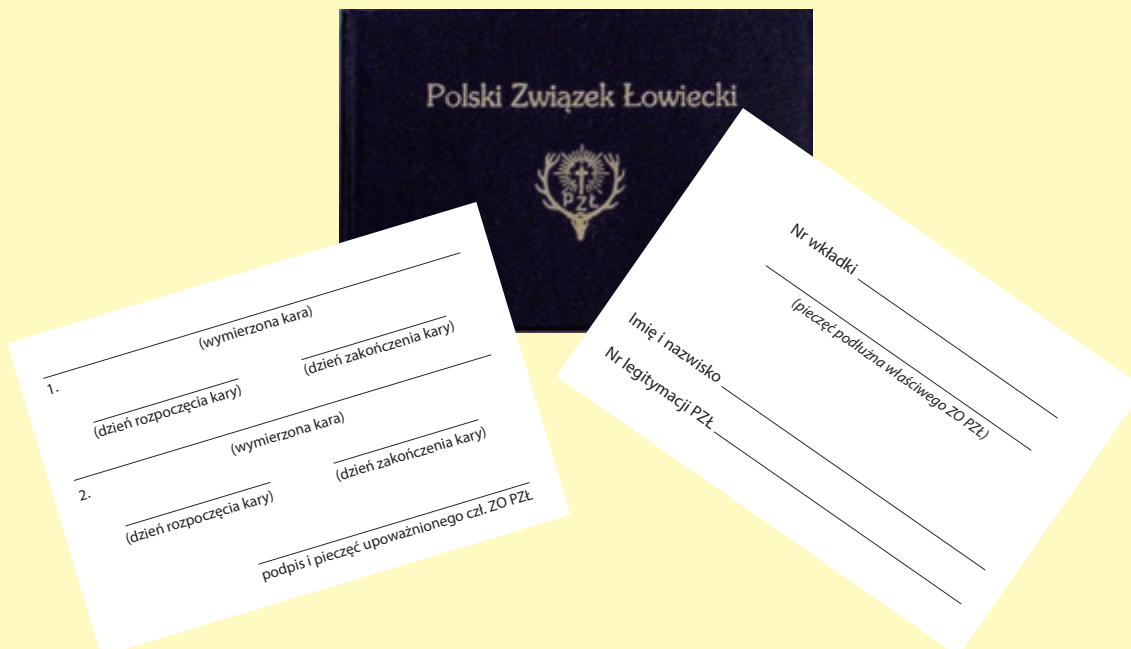 Polski Związek Łowiecki
PZŁ
(wymierzona kara)
1.
(dzień rozpoczęcia kary)
(dzień zakończenia kary)
(wymierzona kara)
2.
(dzień rozpoczęcia kary)
(dzień zakończenia kary)
podpis i pieczęć upoważnionego czł. ZO PZŁ
Nr wkładki
(pieczęć podłużna właściwego ZO PZŁ)
Imię i nazwisko
Nr legitymacji PZŁ